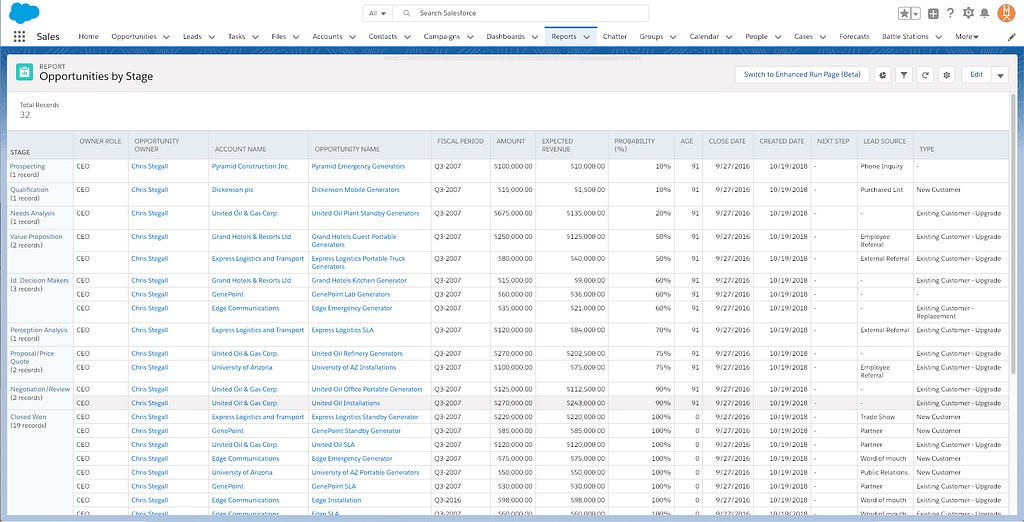 All
Search Salesforce
Sales Home Opportunities Leads Tasks Files Accounts Contacts Campaigns Dashboards Reports Chatter Groups Calendar People Cases Forecasts Battle Stations More
REPORT
Opportunities by Stage
Switch to Enhanced Run Page (Beta)
Edit
Total Records
32
STAGE OWNER ROLE OPPORTUNITY OWNER ACCOUNT NAME OPPORTUNITY NAME FISCAL PERIOD AMOUNT EXPECTED REVENUE PROBABILITY (%) AGE CLOSE DATE CREATED DATE NEXT STEP LEAD SOURCE TYPE
Prospecting (1 record) CEO Chris Stegall Pyramid Construction Inc. Pyramid Emergency Generators Q3-2007 $100,000.00 $10,000.00 10% 91 9/27/2016 10/19/2018 - Phone Inquiry -
Qualification (1 record) CEO Chris Stegall Dickenson plc Dickenson Mobile Generators Q3-2007 $15,000.00 $1,500.00 10% 91 9/27/2016 10/19/2018 - Purchased List New Customer
Needs Analysis (1 record) CEO Chris Stegall United Oil & Gas Corp. United Oil Plant Standby Generators Q3-2007 $675,000.00 $135,000.00 20% 91 9/27/2016 10/19/2018 - - Existing Customer - Upgrade
Value Proposition (2 records) CEO Chris Stegall Grand Hotels & Resorts Ltd Grand Hotels Guest Portable Generators Q3-2007 $250,000.00 $125,000.00 50% 91 9/27/2016 10/19/2018 - Employee Referral Existing Customer - Upgrade
CEO Chris Stegall Express Logistics and Transport Express Logistics Portable Truck Generators Q3-2007 $80,000.00 $40,000.00 50% 91 9/27/2016 10/19/2018 - External Referral Existing Customer - Upgrade
Id. Decision Makers (3 records) CEO Chris Stegall Grand Hotels & Resorts Ltd Grand Hotels Kitchen Generator Q3-2007 $15,000.00 $9,000.00 60% 91 9/27/2016 10/19/2018 - - Existing Customer - Upgrade
CEO Chris Stegall GenePoint GenePoint Lab Generators Q3-2007 $60,000.00 $36,000.00 60% 91 9/27/2016 10/19/2018 - - -
CEO Chris Stegall Edge Communications Edge Emergency Generator Q3-2007 $35,000.00 $21,000.00 60% 91 9/27/2016 10/19/2018 - - Existing Customer - Replacement
Perception Analysis (1 record) CEO Chris Stegall Express Logistics and Transport Express Logistics SLA Q3-2007 $120,000.00 $84,000.00 70% 91 9/27/2016 10/19/2018 - External Referral Existing Customer - Upgrade
Proposal/Price Quote (2 records) CEO Chris Stegall United Oil & Gas Corp. United Oil Refinery Generators Q3-2007 $270,000.00 $202,500.00 75% 91 9/27/2016 10/19/2018 - - Existing Customer - Upgrade
CEO Chris Stegall University of Arizona University of AZ Installations Q3-2007 $100,000.00 $75,000.00 75% 91 9/27/2016 10/19/2018 - Employee Referral Existing Customer - Upgrade
Negotiation/Review (2 records) CEO Chris Stegall United Oil & Gas Corp. United Oil Office Portable Generators Q3-2007 $125,000.00 $112,500.00 90% 91 9/27/2016 10/19/2018 - - Existing Customer - Upgrade
CEO Chris Stegall United Oil & Gas Corp. United Oil Installations Q3-2007 $270,000.00 $243,000.00 90% 91 9/27/2016 10/19/2018 - - Existing Customer - Upgrade
Closed Won (19 records) CEO Chris Stegall Express Logistics and Transport Express Logistics Standby Generator Q3-2007 $220,000.00 $220,000.00 100% 0 9/27/2016 10/19/2018 - Trade Show New Customer
CEO Chris Stegall GenePoint GenePoint Standby Generator Q3-2007 $85,000.00 $85,000.00 100% 0 9/27/2016 10/19/2018 - Partner New Customer
CEO Chris Stegall United Oil & Gas Corp. United Oil SLA Q3-2007 $120,000.00 $120,000.00 100% 0 9/27/2016 10/19/2018 - Partner Existing Customer - Upgrade
CEO Chris Stegall Edge Communications Edge Emergency Generator Q3-2007 $75,000.00 $75,000.00 100% 0 9/27/2016 10/19/2018 - Word of mouth New Customer
CEO Chris Stegall University of Arizona University of AZ Portable Generators Q3-2007 $50,000.00 $50,000.00 100% 0 9/27/2016 10/19/2018 - Public Relations New Customer
CEO Chris Stegall GenePoint GenePoint SLA Q3-2007 $30,000.00 $30,000.00 100% 0 9/27/2016 10/19/2018 - Partner Existing Customer - Upgrade
CEO Chris Stegall Edge Communications Edge Installation Q3-2016 $98,000.00 $98,000.00 100% 0 9/27/2016 10/19/2018 - Word of mouth Existing Customer - Upgrade
CEO Chris Stegall Edge Communications Edge SLA Q3-2007 $60,000.00 $60,000.00 100% 0 9/27/2016 10/19/2018 - Word of mouth Existing Customer - Upgrade